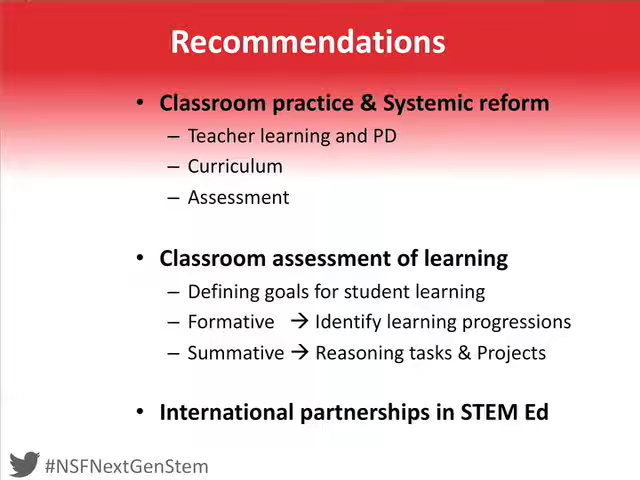 Recommendations
• Classroom practice & Systemic reform
– Teacher learning and PD
– Curriculum
– Assessment
• Classroom assessment of learning
– Defining goals for student learning
– Formative → Identify learning progressions
– Summative → Reasoning tasks & Projects
• International partnerships in STEM Ed
#NSFNextGenStem